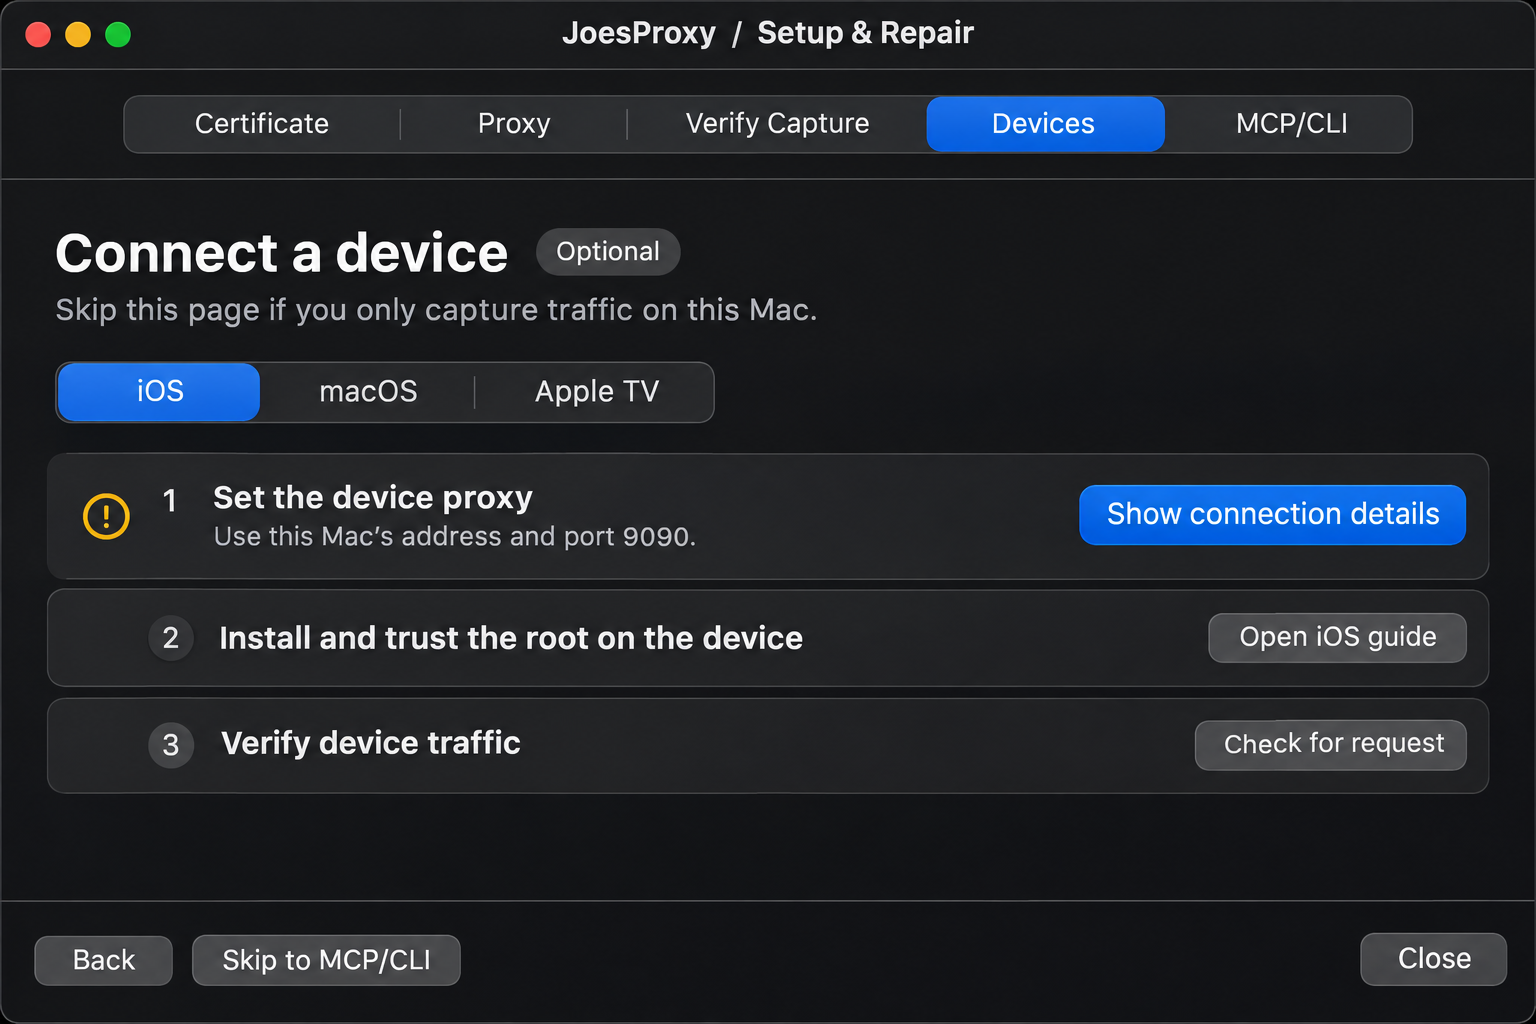 JoesProxy / Setup & Repair
Certificate
Proxy
Verify Capture
Devices
MCP/CLI
Connect a device
Optional
Skip this page if you only capture traffic on this Mac.
iOS
macOS
Apple TV
1
Set the device proxy
Use this Mac’s address and port 9090.
Show connection details
2
Install and trust the root on the device
Open iOS guide
3
Verify device traffic
Check for request
Back
Skip to MCP/CLI
Close